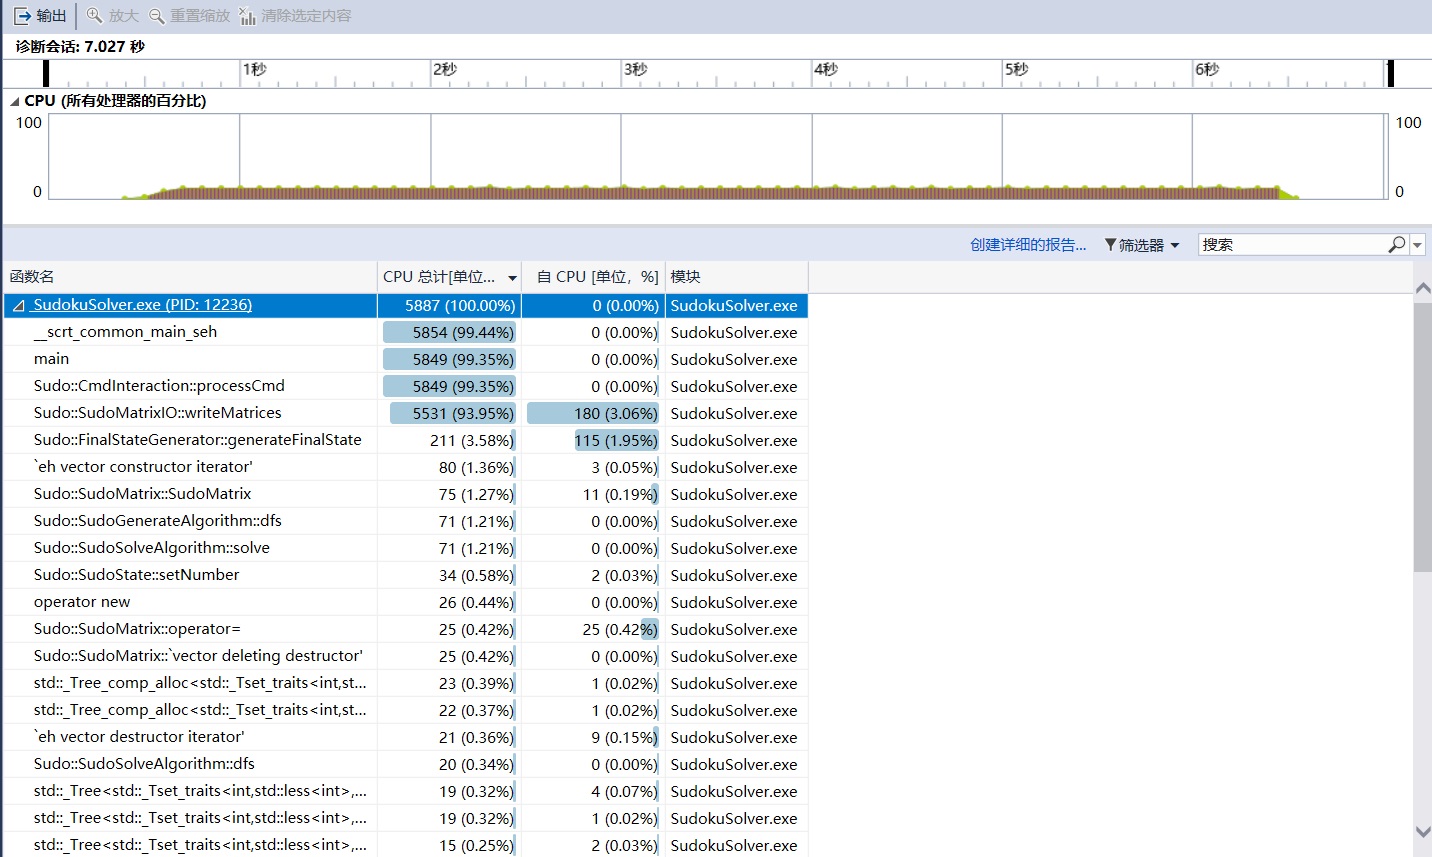 输出 放大 重置缩放 清除选定内容
诊断会话: 7.027 秒
1秒 2秒 3秒 4秒 5秒 6秒
CPU (所有处理器的百分比)
100 100
0 0
创建详细的报告... 筛选器 搜索
函数名 CPU 总计[单位... 自 CPU [单位, %] 模块
SudokuSolver.exe (PID: 12236) 5887 (100.00%) 0 (0.00%) SudokuSolver.exe
__scrt_common_main_seh 5854 (99.44%) 0 (0.00%) SudokuSolver.exe
main 5849 (99.35%) 0 (0.00%) SudokuSolver.exe
Sudo::CmdInteraction::processCmd 5849 (99.35%) 0 (0.00%) SudokuSolver.exe
Sudo::SudoMatrixIO::writeMatrices 5531 (93.95%) 180 (3.06%) SudokuSolver.exe
Sudo::FinalStateGenerator::generateFinalState 211 (3.58%) 115 (1.95%) SudokuSolver.exe
`eh vector constructor iterator' 80 (1.36%) 3 (0.05%) SudokuSolver.exe
Sudo::SudoMatrix::SudoMatrix 75 (1.27%) 11 (0.19%) SudokuSolver.exe
Sudo::SudoGenerateAlgorithm::dfs 71 (1.21%) 0 (0.00%) SudokuSolver.exe
Sudo::SudoSolveAlgorithm::solve 71 (1.21%) 0 (0.00%) SudokuSolver.exe
Sudo::SudoState::setNumber 34 (0.58%) 2 (0.03%) SudokuSolver.exe
operator new 26 (0.44%) 0 (0.00%) SudokuSolver.exe
Sudo::SudoMatrix::operator= 25 (0.42%) 25 (0.42%) SudokuSolver.exe
Sudo::SudoMatrix::`vector deleting destructor' 25 (0.42%) 0 (0.00%) SudokuSolver.exe
std::_Tree_comp_alloc<std::_Tset_traits<int,st... 23 (0.39%) 1 (0.02%) SudokuSolver.exe
std::_Tree_comp_alloc<std::_Tset_traits<int,st... 22 (0.37%) 1 (0.02%) SudokuSolver.exe
`eh vector destructor iterator' 21 (0.36%) 9 (0.15%) SudokuSolver.exe
Sudo::SudoSolveAlgorithm::dfs 20 (0.34%) 0 (0.00%) SudokuSolver.exe
std::_Tree<std::_Tset_traits<int,std::less<int>,... 19 (0.32%) 4 (0.07%) SudokuSolver.exe
std::_Tree<std::_Tset_traits<int,std::less<int>,... 19 (0.32%) 1 (0.02%) SudokuSolver.exe
std::_Tree<std::_Tset_traits<int,std::less<int>,... 15 (0.25%) 2 (0.03%) SudokuSolver.exe